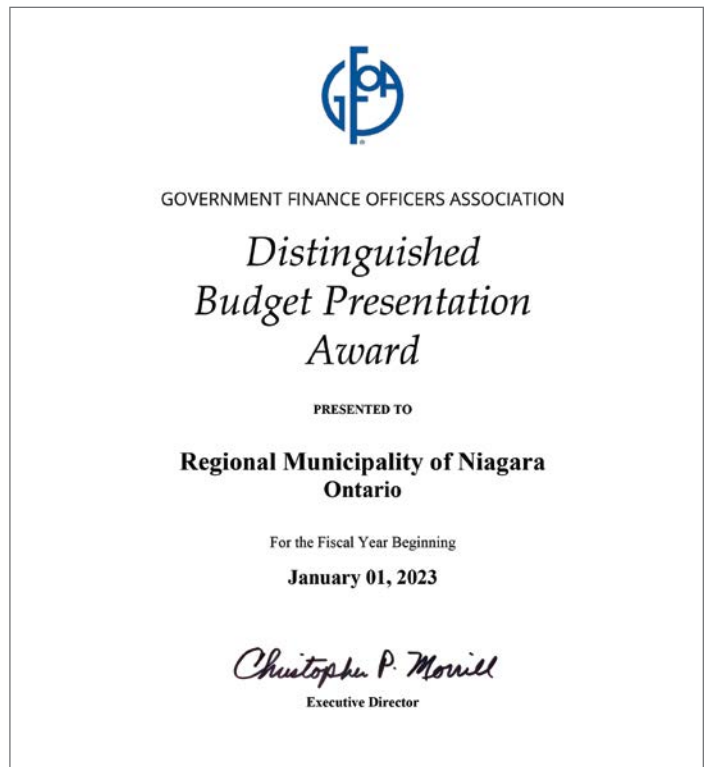 GFOA
GOVERNMENT FINANCE OFFICERS ASSOCIATION
Distinguished
Budget Presentation
Award
PRESENTED TO
Regional Municipality of Niagara
Ontario
For the Fiscal Year Beginning
January 01, 2023
Christopher P. Morrill
Executive Director